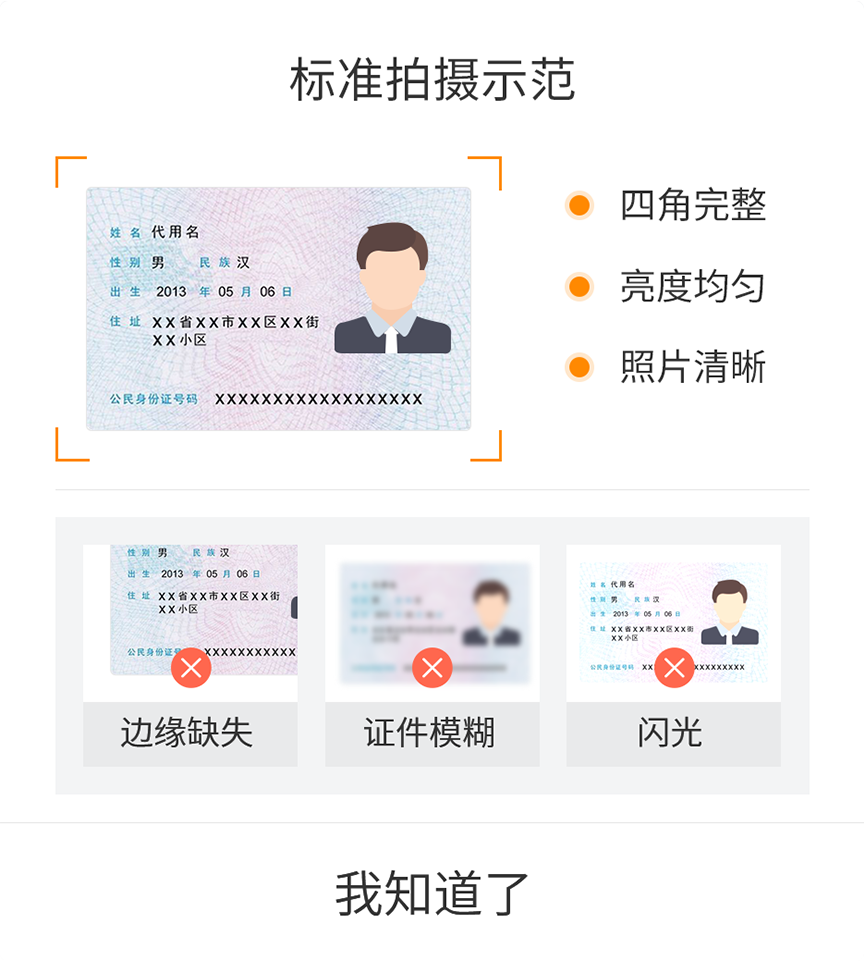 标准拍摄示范
姓名 代用名
性别 男 民族 汉
出生 2013 年 05 月 06 日
住址 XX省XX市XX区XX街
XX小区
公民身份证号码 XXXXXXXXXXXXXXXXXX
四角完整
亮度均匀
照片清晰
性别 男 民族 汉
出生 2013 年 05 月 06 日
住址 XX省XX市XX区XX街
XX小区
公民身份证号 XXXXXXXXXXX
边缘缺失
证件模糊
姓名 代用名
性别 男 民族 汉
出生 2013 年 05 月 06 日
住址 XX省XX市XX区XX街
XX小区
公民身份证号码 XX XXXXXXXXX
闪光
我知道了